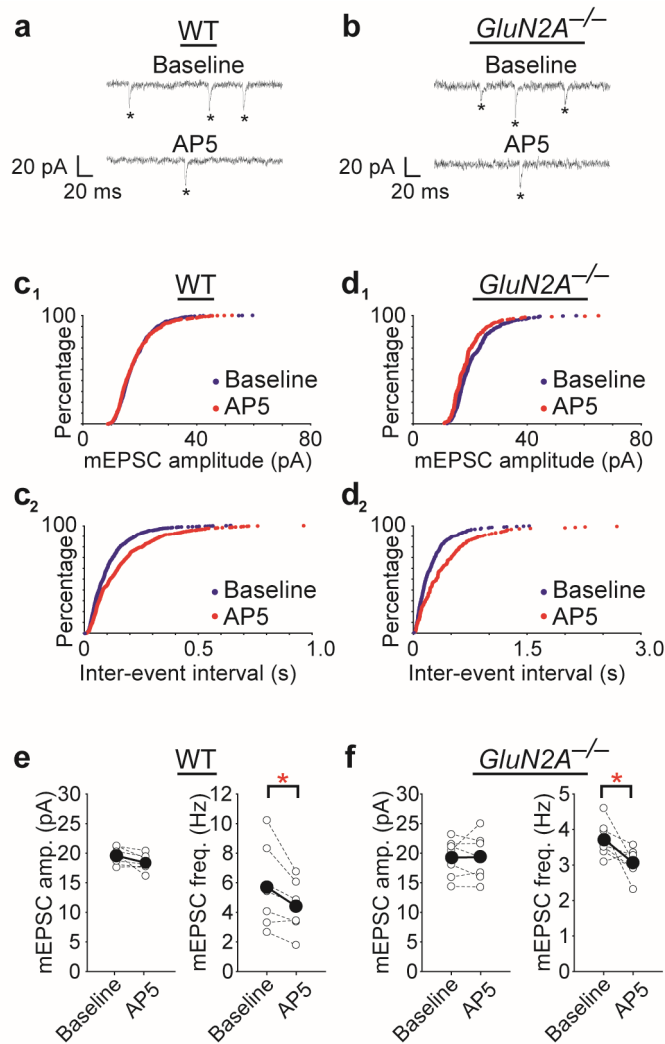 a
WT
b
GluN2A–/–
Baseline
Baseline
* * *
* * *
AP5
AP5
20 pA
20 ms
*
20 pA
20 ms
*
c1
WT
d1
GluN2A–/–
100
Percentage
Baseline
AP5
0 40 80
mEPSC amplitude (pA)
100
Percentage
Baseline
AP5
0 40 80
mEPSC amplitude (pA)
c2
100
Percentage
Baseline
AP5
0 0.5 1.0
Inter-event interval (s)
d2
100
Percentage
Baseline
AP5
0 1.5 3.0
Inter-event interval (s)
e
WT
f
GluN2A–/–
mEPSC amp. (pA)
30
25
20
15
10
5
0
Baseline
AP5
mEPSC freq. (Hz)
*
12
10
8
6
4
2
0
Baseline
AP5
mEPSC amp. (pA)
30
25
20
15
10
5
0
Baseline
AP5
mEPSC freq. (Hz)
*
5
4
3
2
1
0
Baseline
AP5